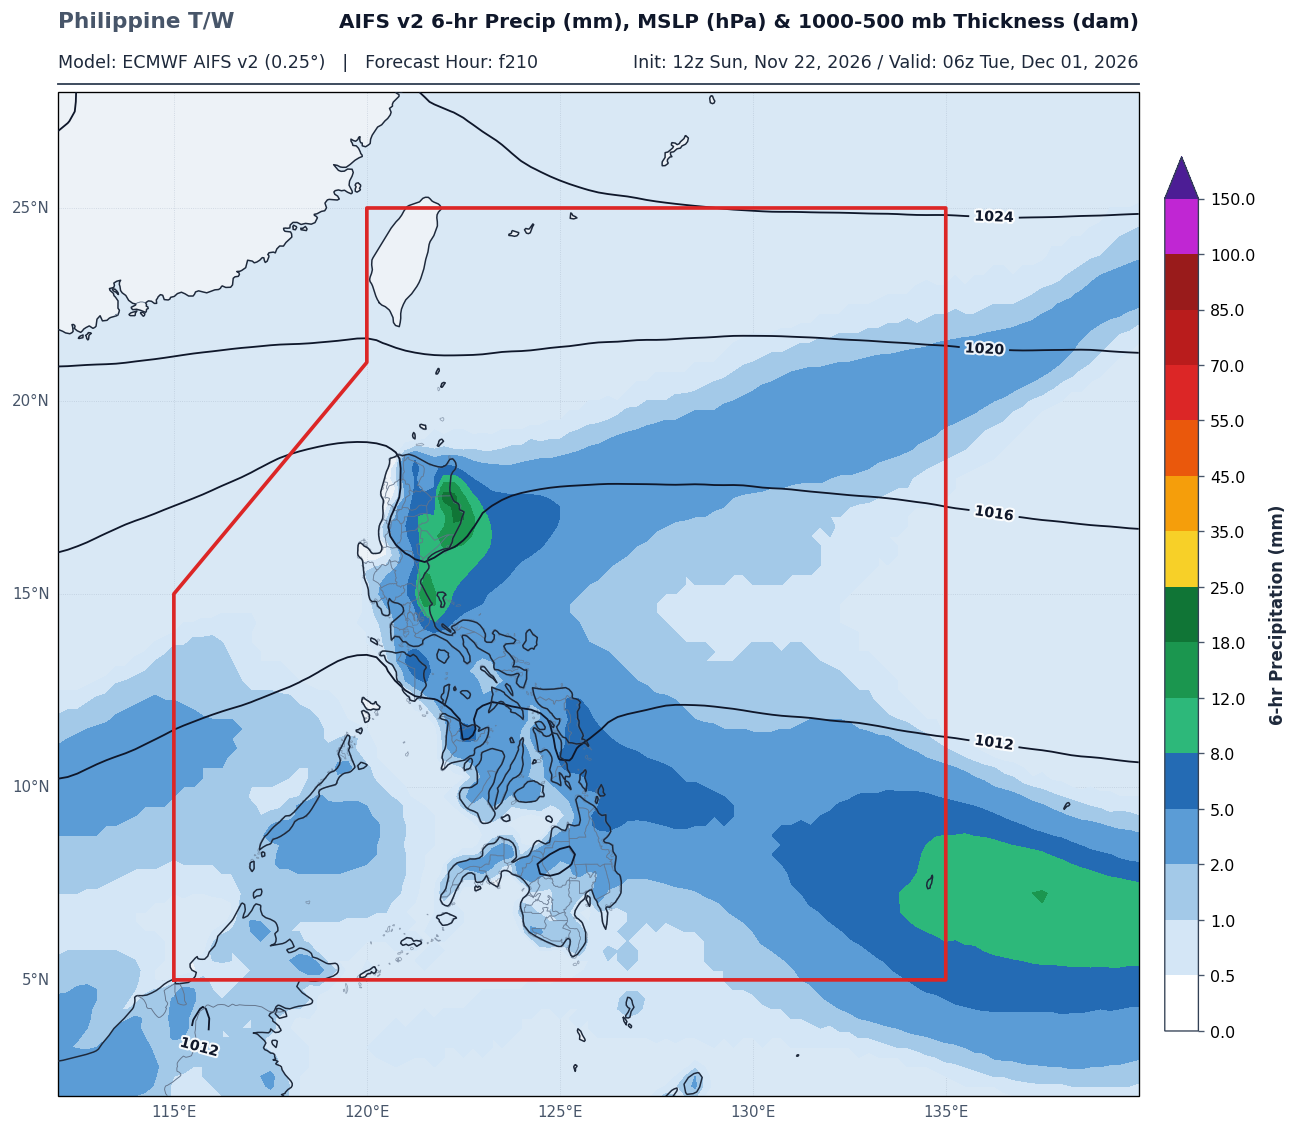 Philippine T/W
AIFS v2 6-hr Precip (mm), MSLP (hPa) & 1000-500 mb Thickness (dam)
Model: ECMWF AIFS v2 (0.25°) | Forecast Hour: f210
Init: 12z Sun, Nov 22, 2026 / Valid: 06z Tue, Dec 01, 2026
25°N
20°N
15°N
10°N
5°N
1024
1020
1016
1012
1012
115°E
120°E
125°E
130°E
135°E
150.0
100.0
85.0
70.0
55.0
45.0
35.0
25.0
18.0
12.0
8.0
5.0
2.0
1.0
0.5
0.0
6-hr Precipitation (mm)